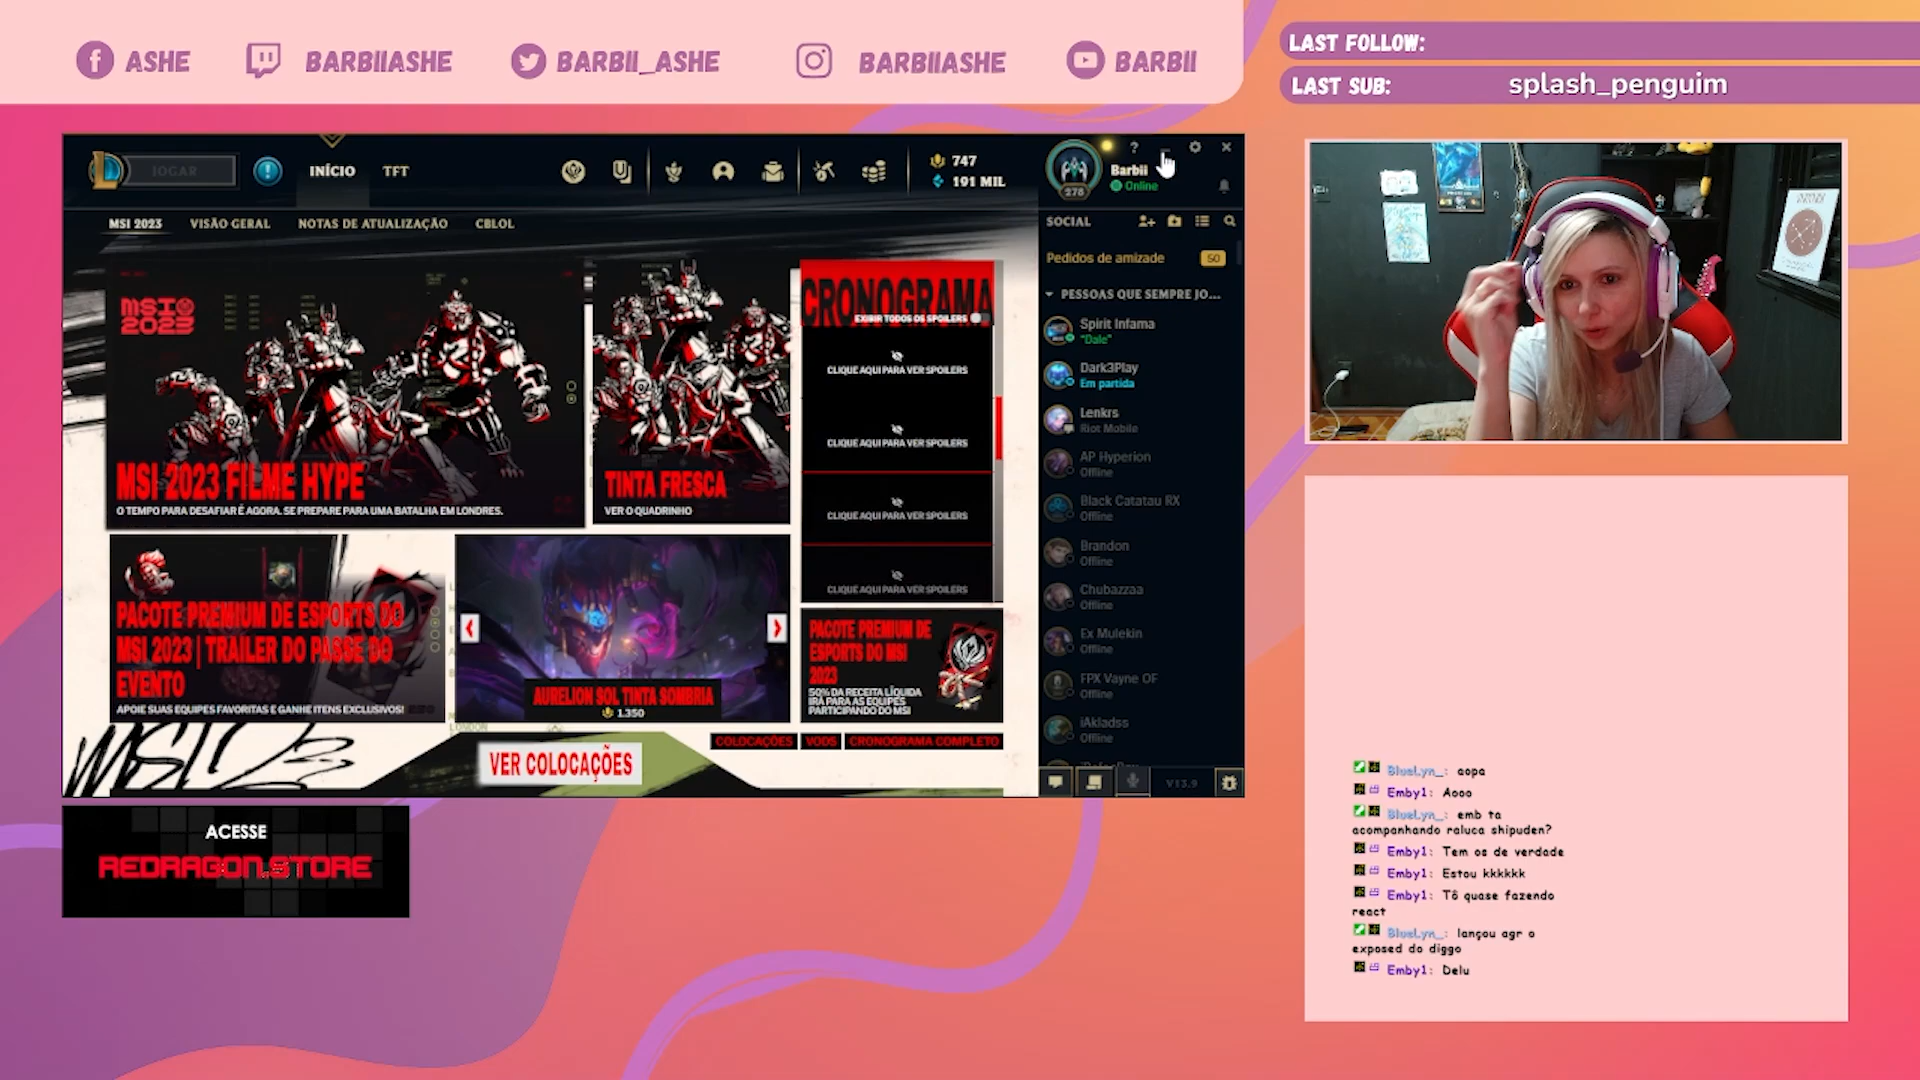 ASHE
BARBIIASHE
BARBII_ASHE
BARBIIASHE
BARBII
LAST FOLLOW:
LAST SUB: splash_penguim
JOGAR
INÍCIO
TFT
747
191 MIL
278
Barbii
Online
MSI 2023
VISÃO GERAL
NOTAS DE ATUALIZAÇÃO
CBLOL
SOCIAL
Pedidos de amizade
50
PESSOAS QUE SEMPRE JO...
Spirit Infama
"Dale"
Dark3Play
Em partida
Lenkrs
Riot Mobile
AP Hyperion
Offline
Black Catatau RX
Offline
Brandon
Offline
Chubazzaa
Offline
Ex Mulekin
Offline
FPX Vayne OF
Offline
iAkladss
Offline
V13.9
MSI
2023
MSI 2023 FILME HYPE
O TEMPO PARA DESAFIAR É AGORA. SE PREPARE PARA UMA BATALHA EM LONDRES.
TINTA FRESCA
VER O QUADRINHO
CRONOGRAMA
EXIBIR TODOS OS SPOILERS
CLIQUE AQUI PARA VER SPOILERS
CLIQUE AQUI PARA VER SPOILERS
CLIQUE AQUI PARA VER SPOILERS
CLIQUE AQUI PARA VER SPOILERS
PACOTE PREMIUM DE ESPORTS DO
MSI 2023 | TRAILER DO PASSE DO
EVENTO
APOIE SUAS EQUIPES FAVORITAS E GANHE ITENS EXCLUSIVOS!
AURELION SOL TINTA SOMBRIA
1.350
PACOTE PREMIUM DE
ESPORTS DO MSI
2023
50% DA RECEITA LÍQUIDA
IRÁ PARA AS EQUIPES
PARTICIPANDO DO MSI
LONDON
VER COLOCAÇÕES
COLOCAÇÕES
VODS
CRONOGRAMA COMPLETO
ACESSE
REDRAGON.STORE
BlueLyn_: aopa
Emby1: Aooo
BlueLyn_: emb ta
acompanhando raluca shipuden?
Emby1: Tem os de verdade
Emby1: Estou kkkkkk
Emby1: Tô quase fazendo
react
BlueLyn_: lançou agr o
exposed do diggo
Emby1: Delu